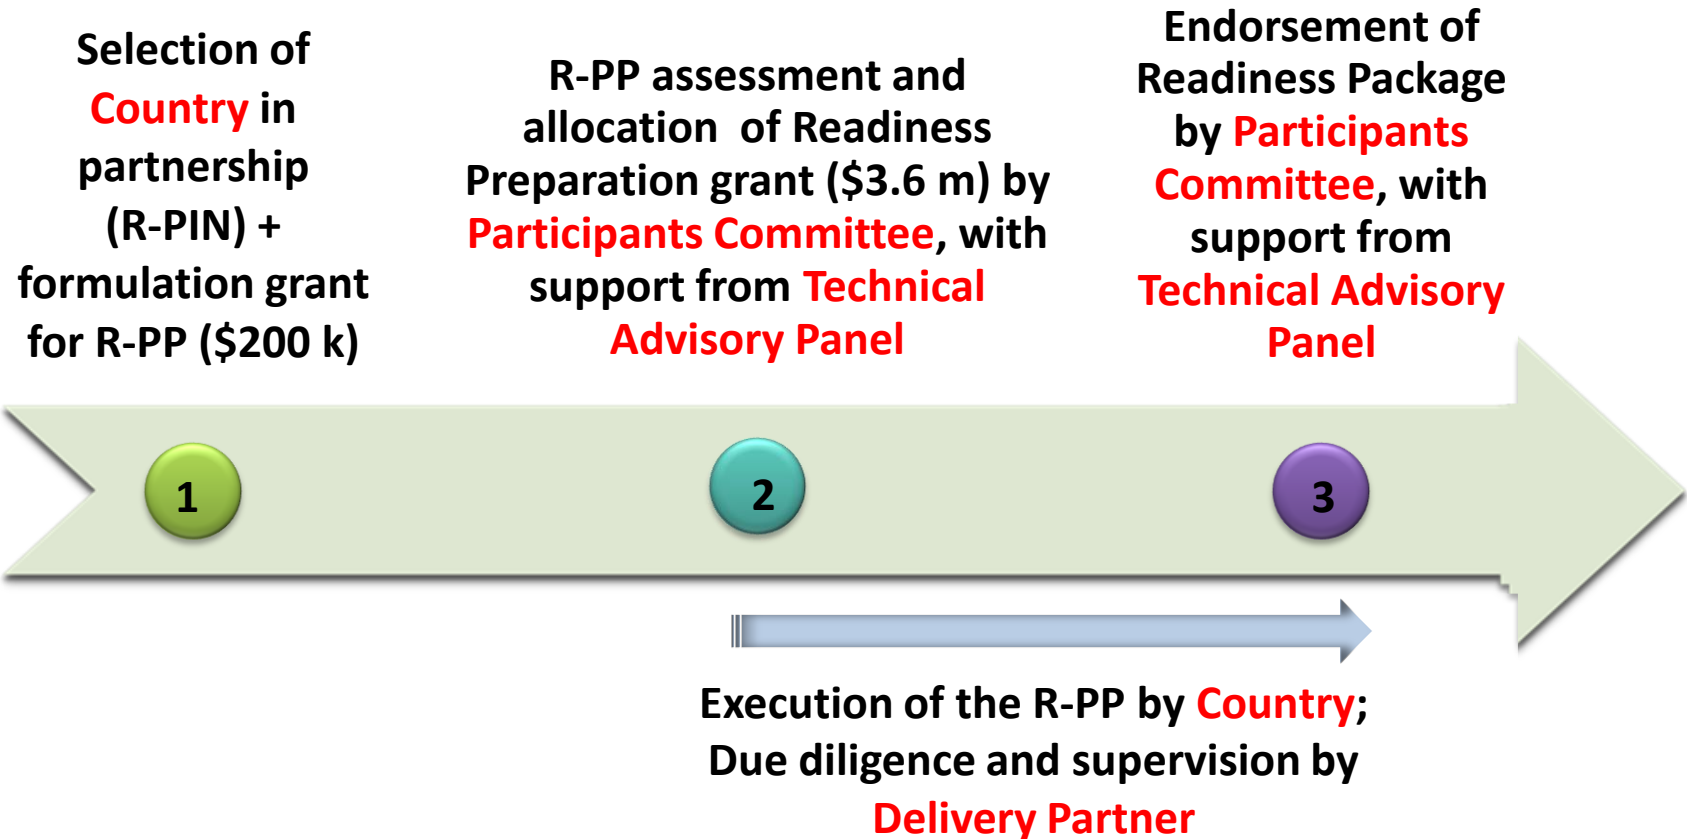 Selection of
Country in
partnership
(R-PIN) +
formulation grant
for R-PP ($200 k)
R-PP assessment and
allocation of Readiness
Preparation grant ($3.6 m) by
Participants Committee, with
support from Technical
Advisory Panel
Endorsement of
Readiness Package
by Participants
Committee, with
support from
Technical Advisory
Panel
1
2
3
Execution of the R-PP by Country;
Due diligence and supervision by
Delivery Partner